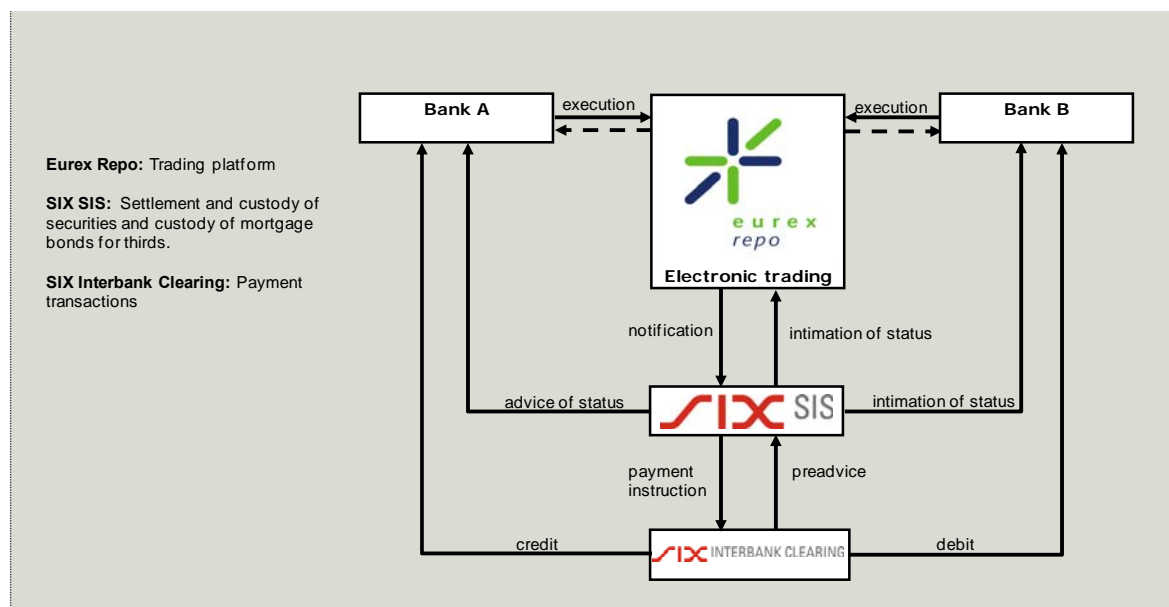 Bank A
execution
execution
Bank B
Eurex Repo: Trading platform
SIX SIS: Settlement and custody of
securities and custody of mortgage
bonds for thirds.
SIX Interbank Clearing: Payment
transactions
eurex
repo
Electronic trading
notification
intimation of status
advice of status
SIX SIS
intimation of status
payment
instruction
preadvice
credit
SIX INTERBANK CLEARING
debit